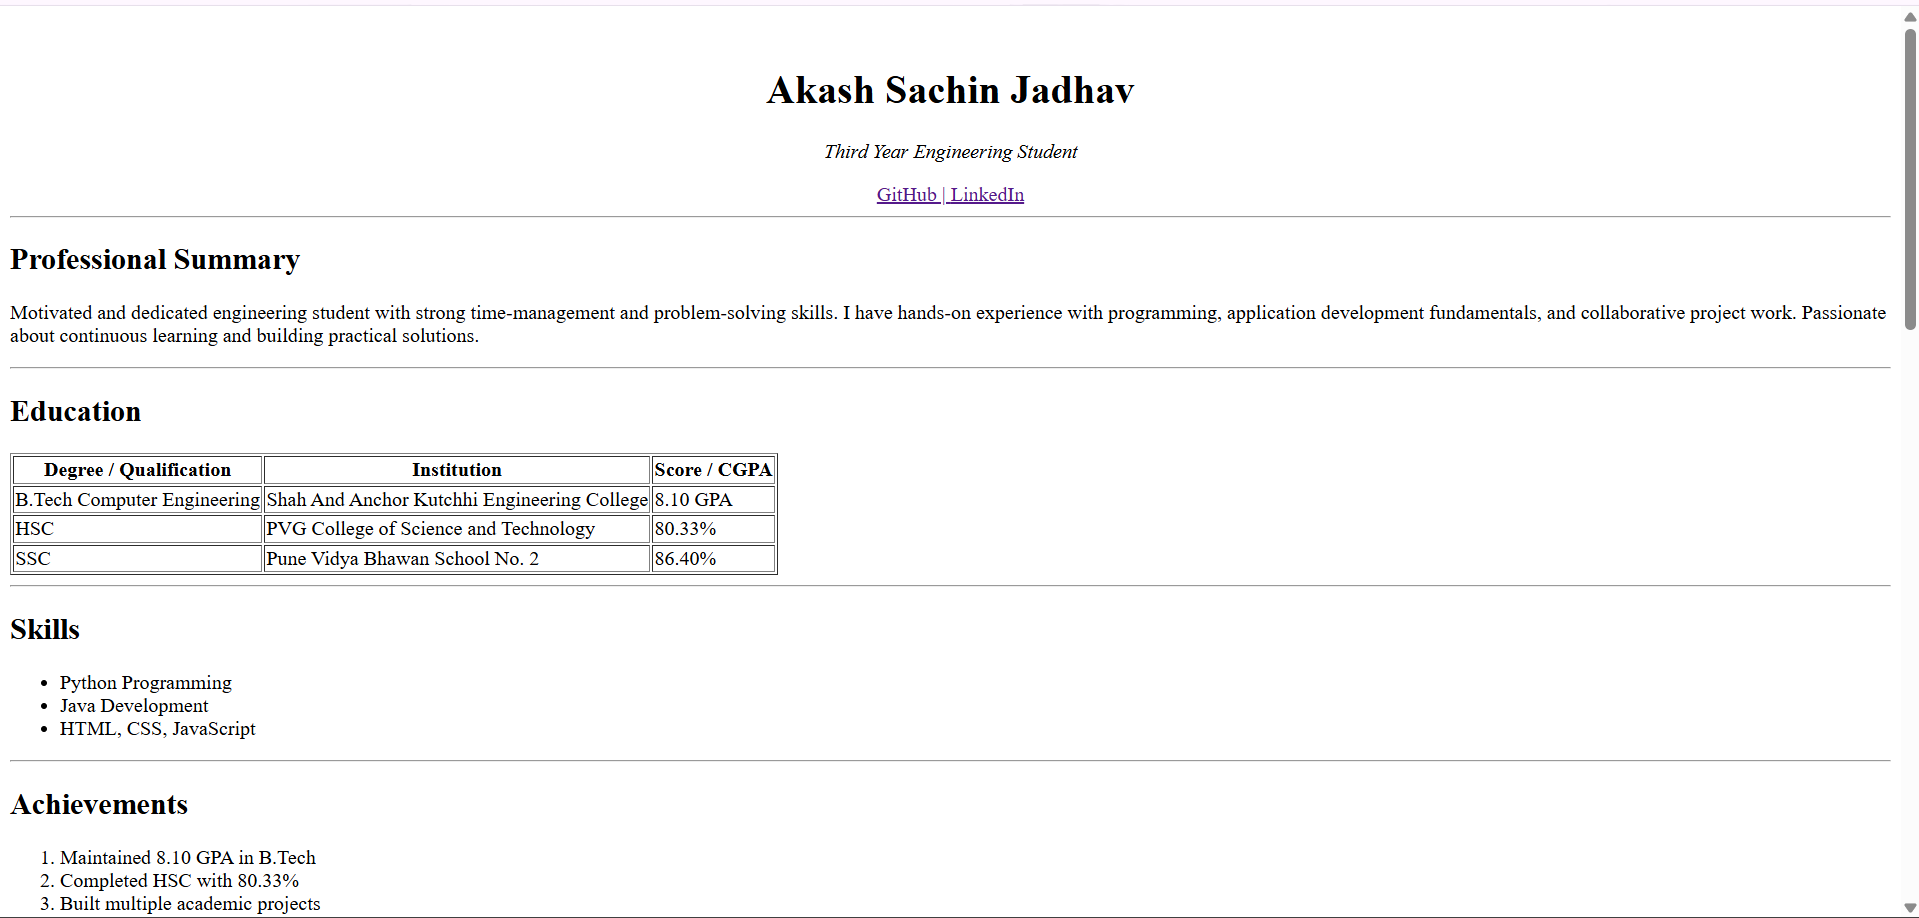 Akash Sachin Jadhav
Third Year Engineering Student
GitHub | LinkedIn
Professional Summary
Motivated and dedicated engineering student with strong time-management and problem-solving skills. I have hands-on experience with programming, application development fundamentals, and collaborative project work. Passionate
about continuous learning and building practical solutions.
Education
Degree / Qualification Institution Score / CGPA
B.Tech Computer Engineering Shah And Anchor Kutchhi Engineering College 8.10 GPA
HSC PVG College of Science and Technology 80.33%
SSC Pune Vidya Bhawan School No. 2 86.40%
Skills
• Python Programming
• Java Development
• HTML, CSS, JavaScript
Achievements
1. Maintained 8.10 GPA in B.Tech
2. Completed HSC with 80.33%
3. Built multiple academic projects